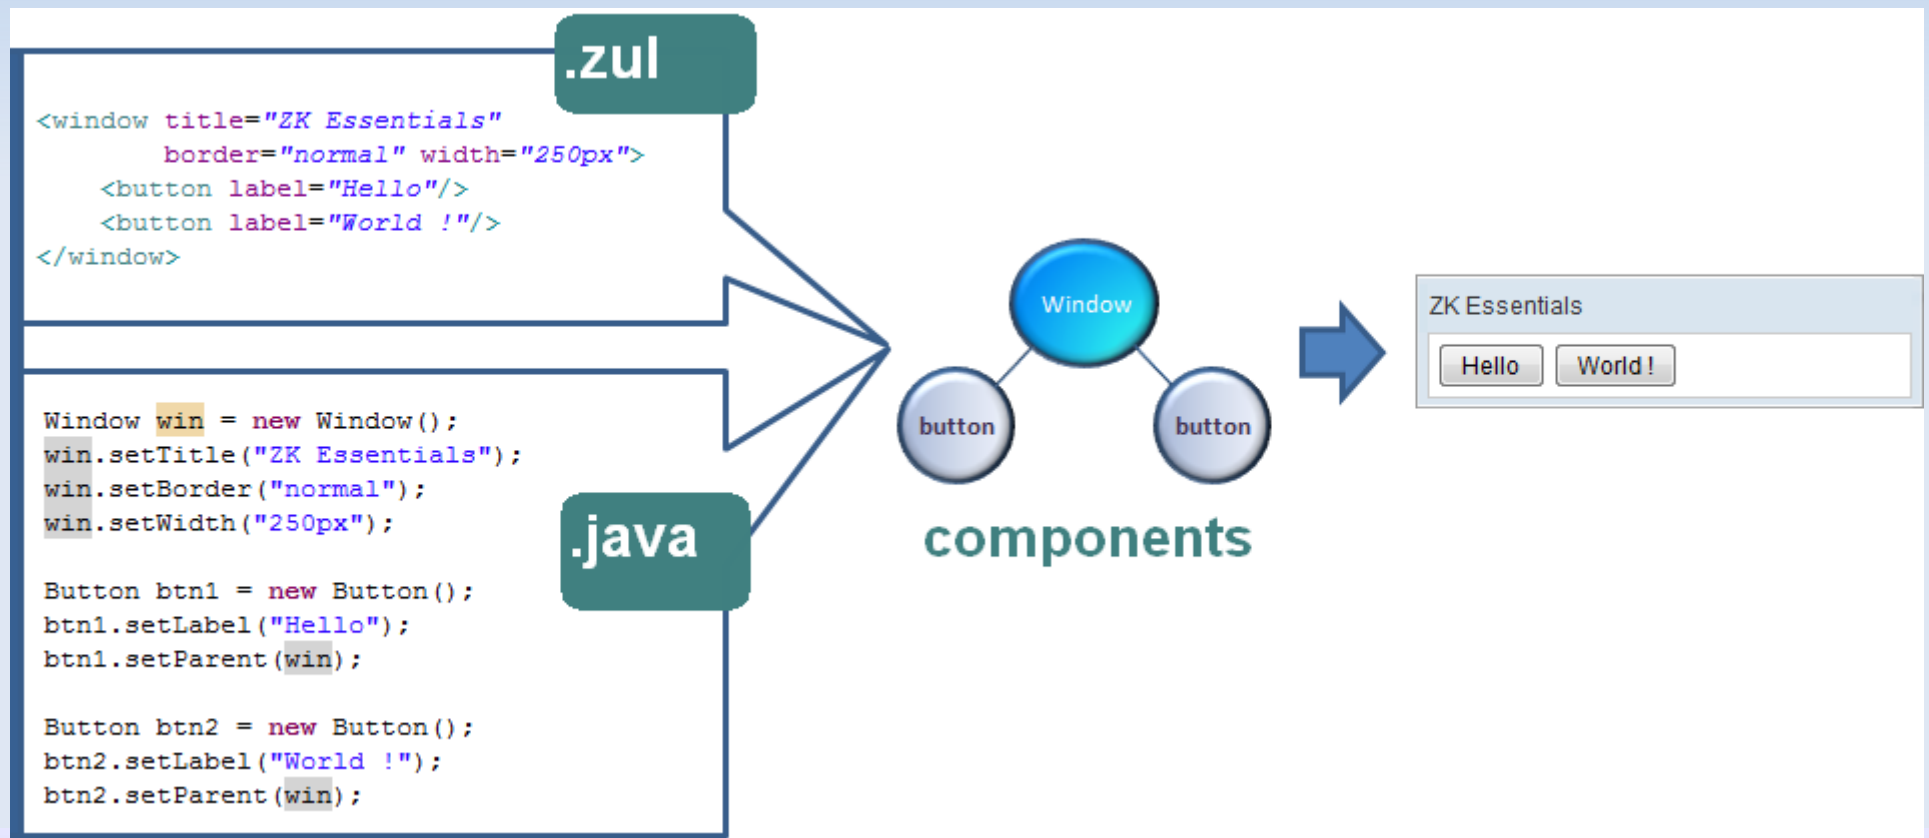 .zul
<window title="ZK Essentials"
border="normal" width="250px">
<button label="Hello"/>
<button label="World !"/>
</window>
Window win = new Window();
win.setTitle("ZK Essentials");
win.setBorder("normal");
win.setWidth("250px");
.java
Button btn1 = new Button();
btn1.setLabel("Hello");
btn1.setParent(win);
Button btn2 = new Button();
btn2.setLabel("World !");
btn2.setParent(win);
Window
button
button
components
ZK Essentials
Hello
World !